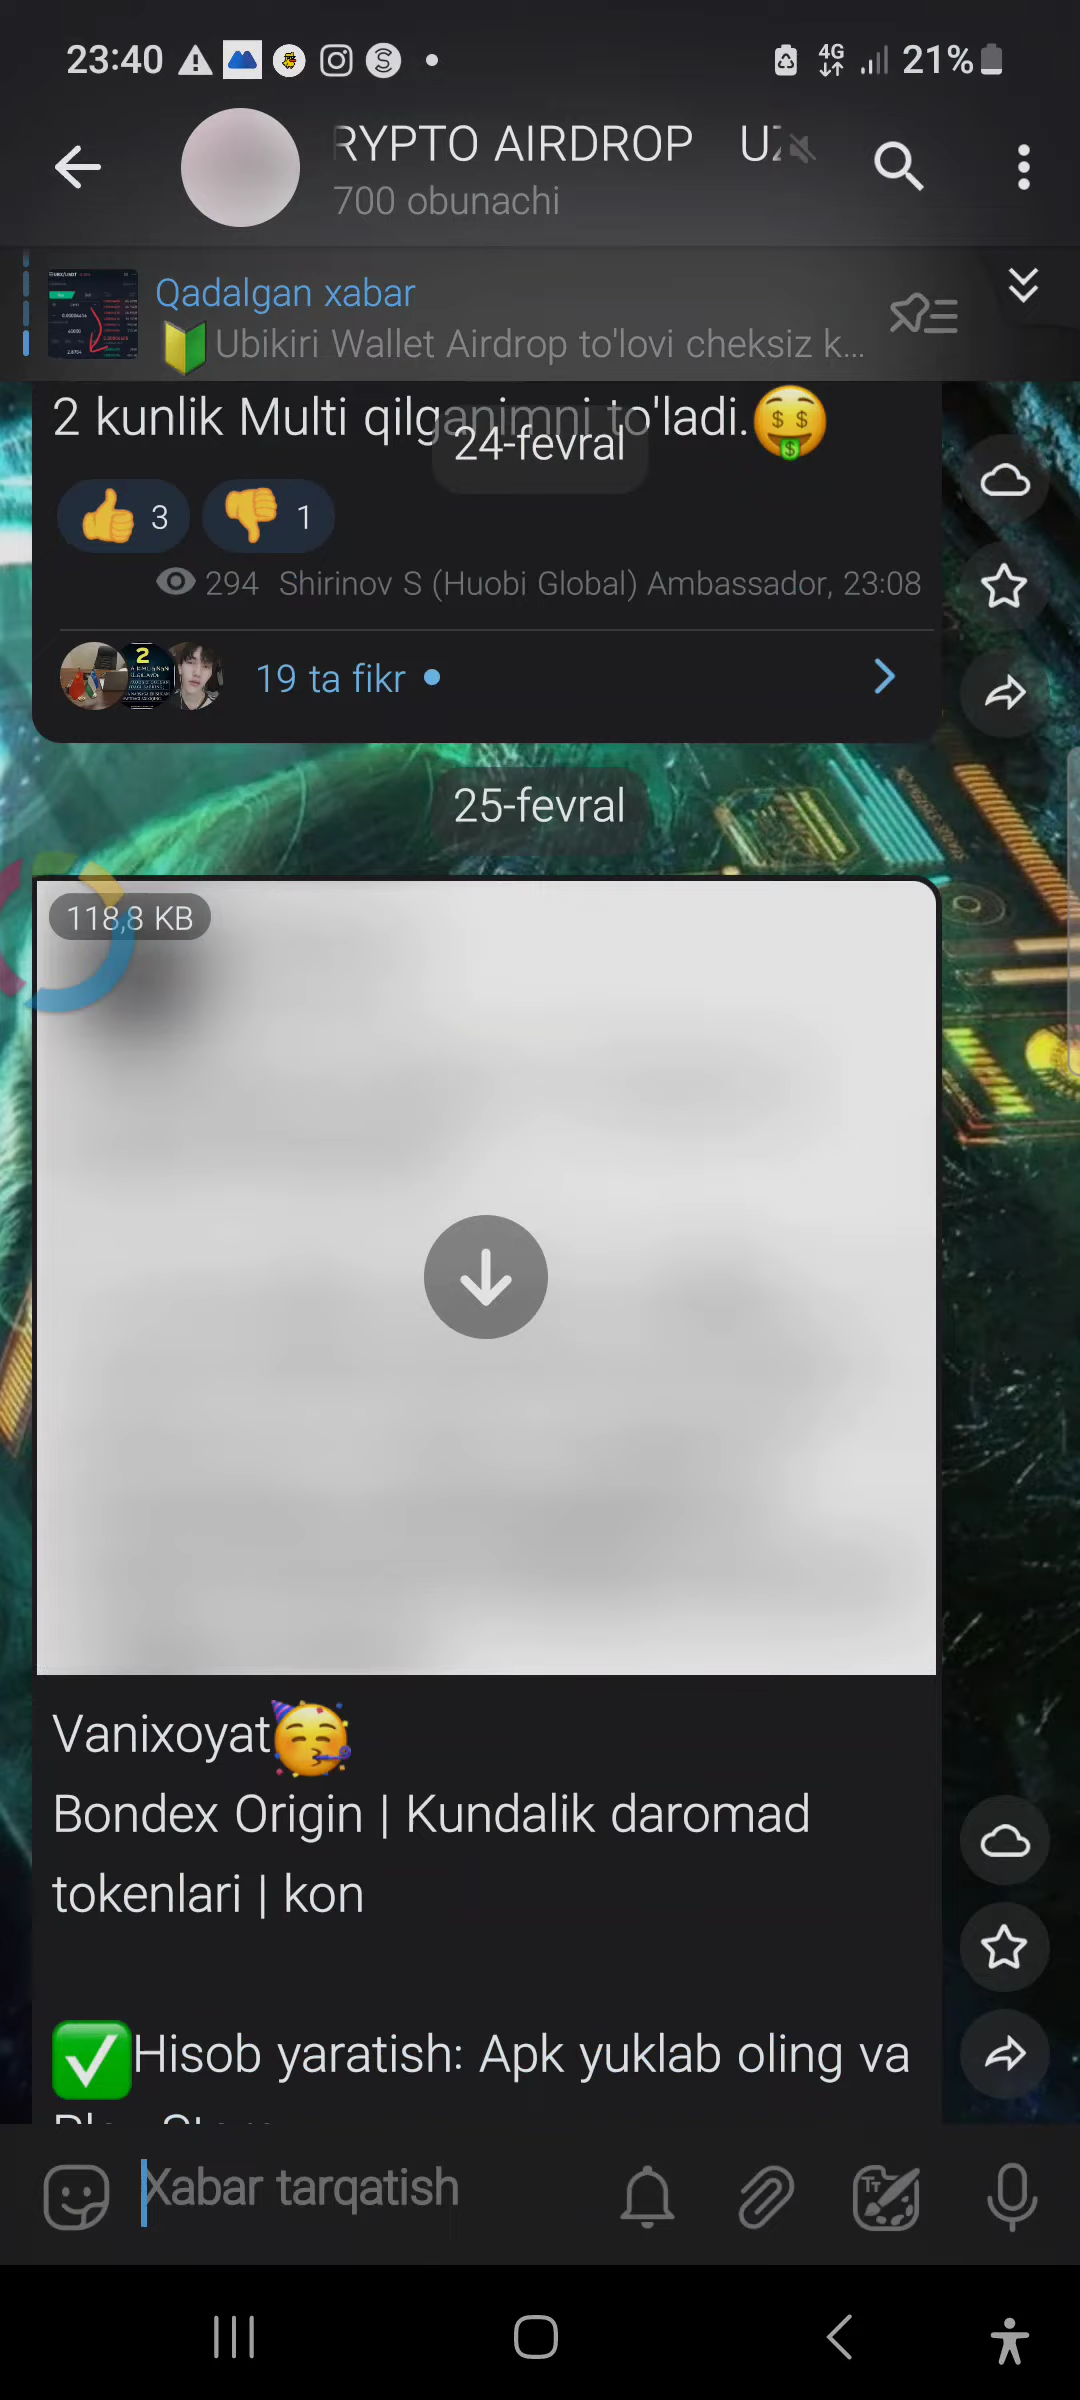 23:40 4G 21%
RYPTO AIRDROP
700 obunachi
Qadalgan xabar
Ubikiri Wallet Airdrop to'lovi cheksiz k...
2 kunlik Multi qilganimni to'ladi.
24-fevral
3 1
294 Shirinov S (Huobi Global) Ambassador, 23:08
19 ta fikr
25-fevral
118,8 KB
Vanixoyat
Bondex Origin | Kundalik daromad
tokenlari | kon
Hisob yaratish: Apk yuklab oling va
Xabar tarqatish